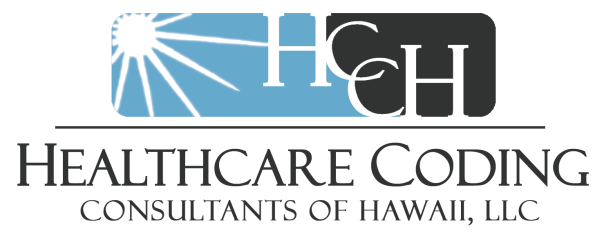 HCCH
HEALTHCARE CODING
CONSULTANTS OF HAWAII, LLC